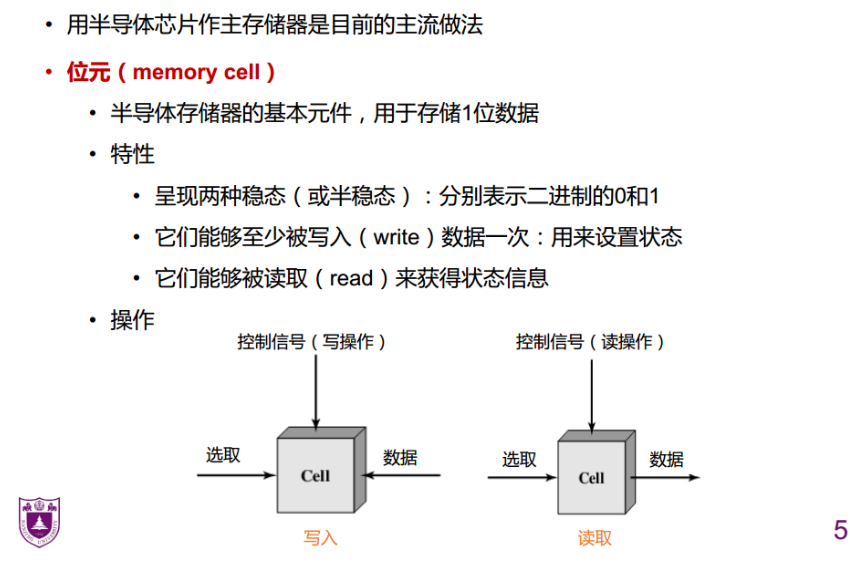 • 用半导体芯片作主存储器是目前的主流做法
• 位元（memory cell）
• 半导体存储器的基本元件，用于存储1位数据
• 特性
• 呈现两种稳态（或半稳态）：分别表示二进制的0和1
• 它们能够至少被写入（write）数据一次：用来设置状态
• 它们能够被读取（read）来获得状态信息
• 操作
控制信号（写操作）
控制信号（读操作）
选取
Cell
数据
选取
Cell
数据
写入
读取
5